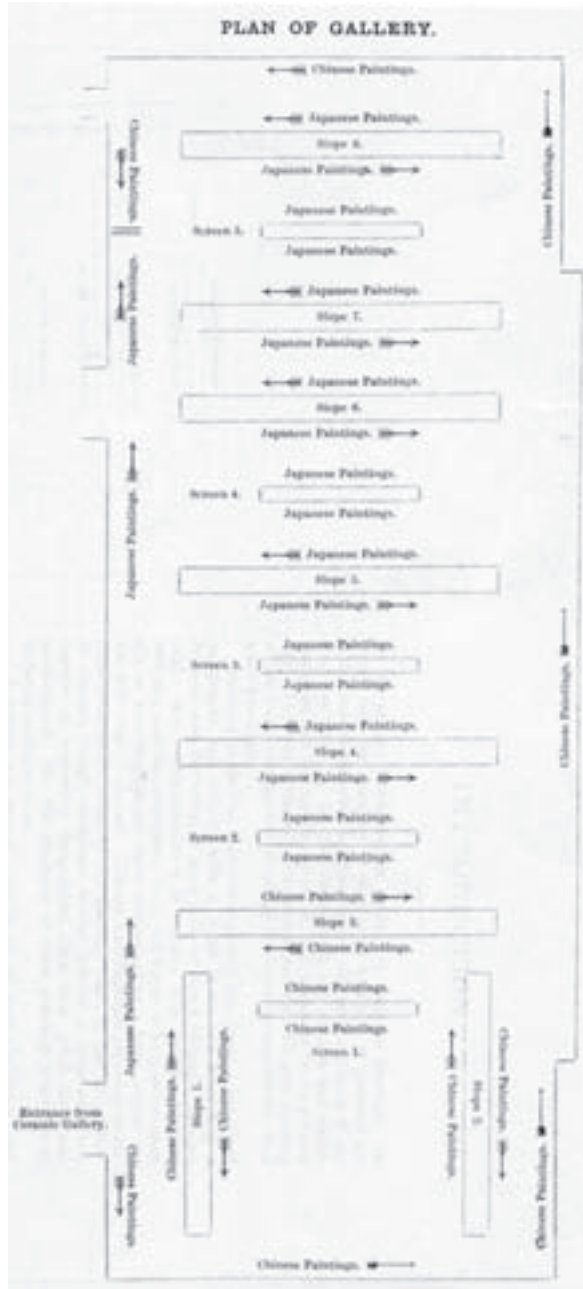 PLAN OF GALLERY.
Chinese Paintings.
Japanese Paintings.
Slope 8.
Japanese Paintings.
Chinese Paintings.
Chinese Paintings.
Japanese Paintings.
Screen 5.
Japanese Paintings.
Japanese Paintings.
Japanese Paintings.
Slope 7.
Japanese Paintings.
Japanese Paintings.
Slope 6.
Japanese Paintings.
Japanese Paintings.
Japanese Paintings.
Screen 4.
Japanese Paintings.
Japanese Paintings.
Slope 5.
Japanese Paintings.
Chinese Paintings.
Japanese Paintings.
Screen 3.
Japanese Paintings.
Japanese Paintings.
Slope 4.
Japanese Paintings.
Japanese Paintings.
Screen 2.
Japanese Paintings.
Chinese Paintings.
Slope 3.
Chinese Paintings.
Japanese Paintings.
Chinese Paintings.
Chinese Paintings
Screen 1.
Chinese Paintings.
Slope 1.
Chinese Paintings.
Chinese Paintings.
Slope 2.
Chinese Paintings.
Chinese Paintings.
Entrance from
Ceramic Gallery.
Chinese Paintings.
Chinese Paintings.